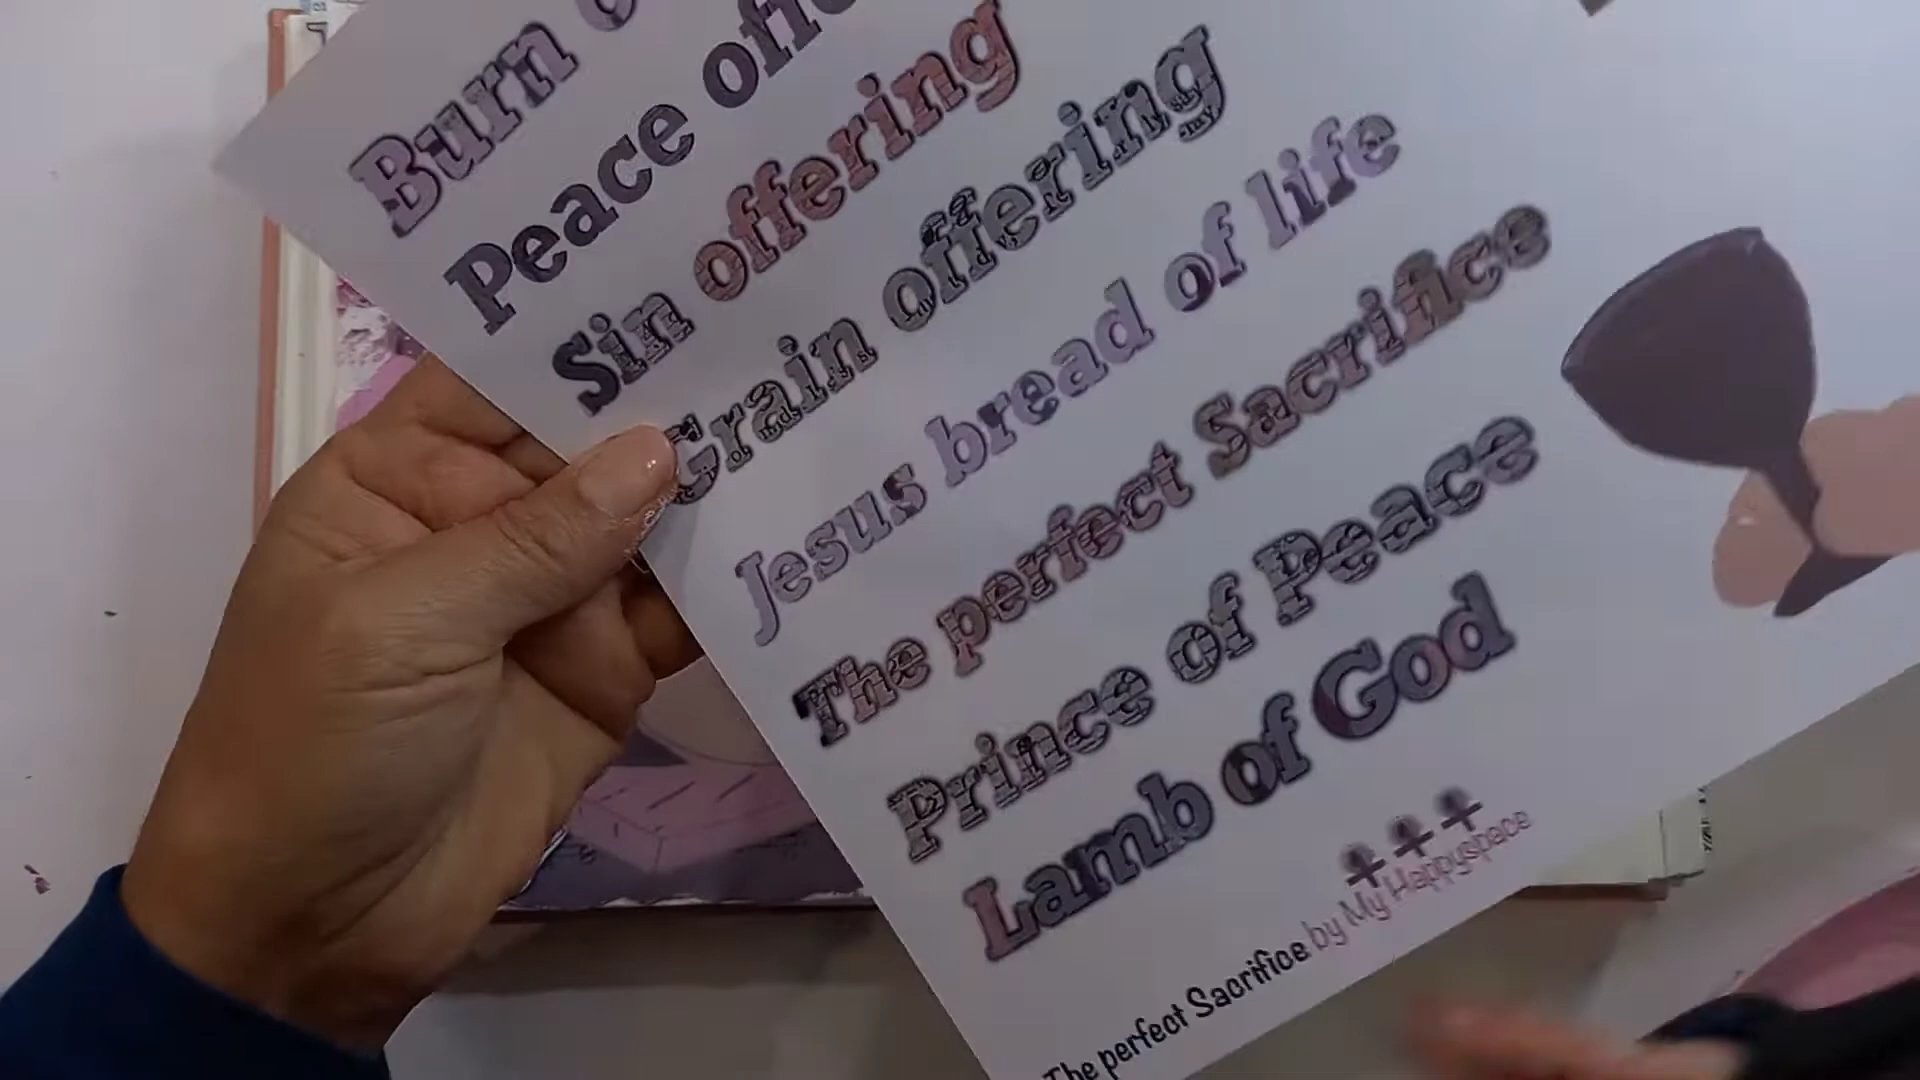 Burn
Peace
Sin offering
Grain offering
Jesus bread of life
The perfect Sacrifice
Prince of Peace
Lamb of God
The perfect Sacrifice by My Happyspace